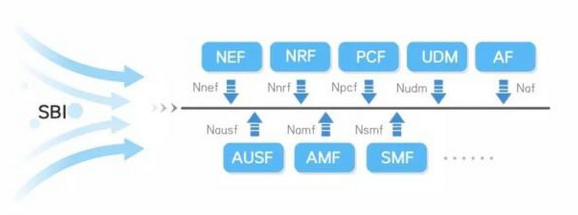 NEF NRF PCF UDM AF
Nnef Nnrf Npcf Nudm Naf
SBI
Nausf Namf Nsmf
AUSF AMF SMF